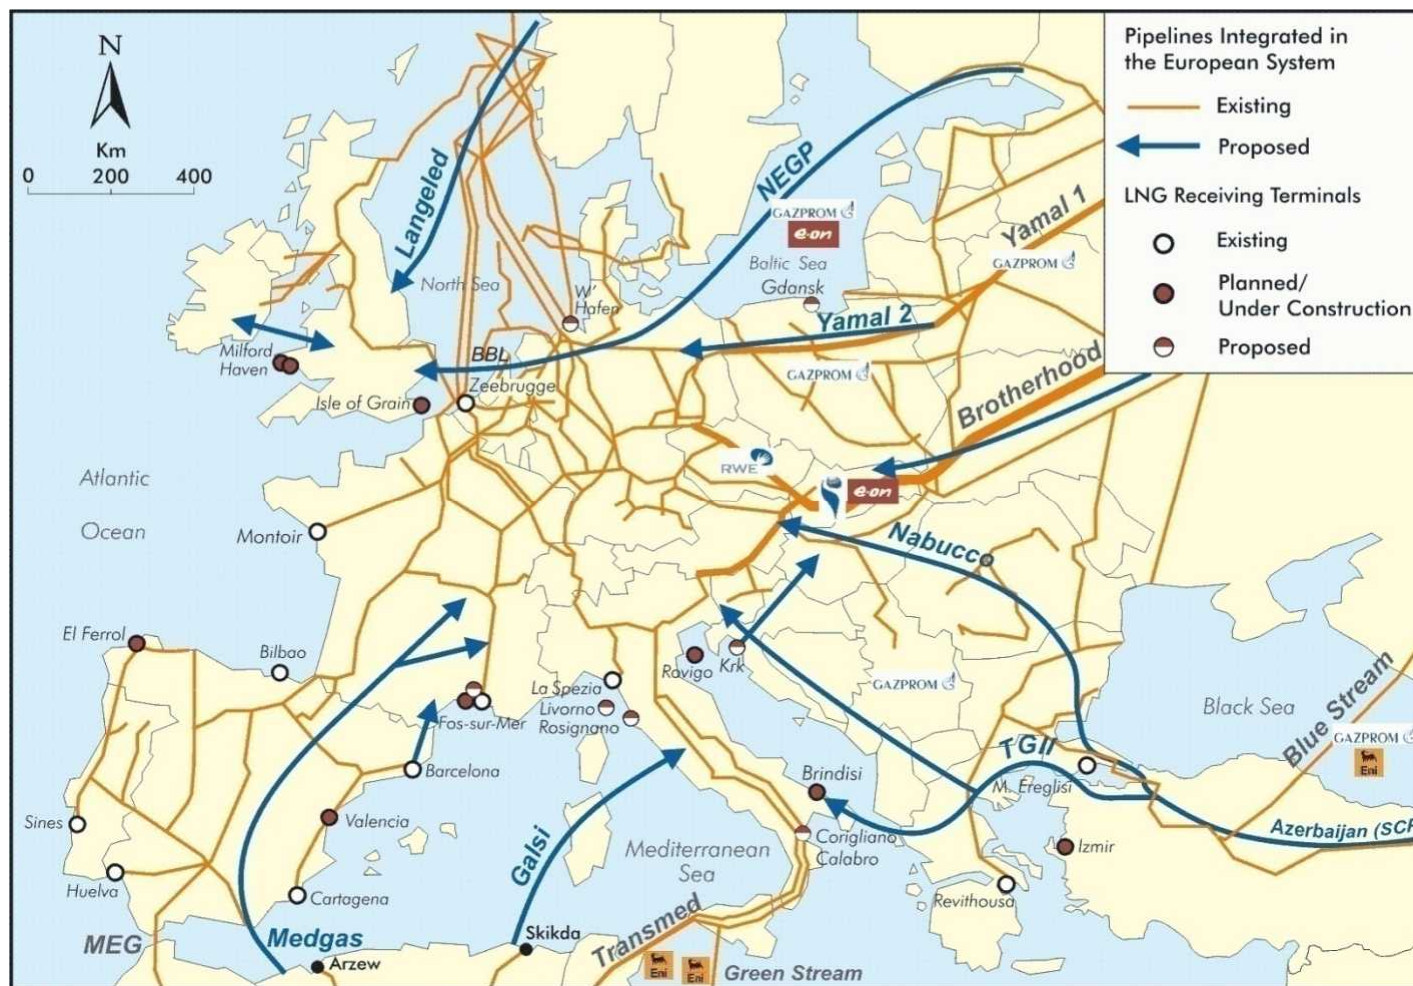 N
Km
0 200 400
Pipelines Integrated in
the European System
Existing
Proposed
LNG Receiving Terminals
Existing
Planned/
Under Construction
Proposed
Langeled
NEGP
GAZPROM
e·on
Yamal 1
GAZPROM
North Sea
Baltic Sea
Gdansk
W'
Hafen
Yamal 2
Milford
Haven
BBL
Zeebrugge
GAZPROM
Isle of Grain
Brotherhood
Atlantic
Ocean
RWE
e·on
Montoir
Nabucco
El Ferrol
Bilbao
La Spezia
Livorno
Rosignano
Rovigo
Krk
GAZPROM
Fos-sur-Mer
Black Sea
Blue Stream
GAZPROM
Eni
Barcelona
TGII
M. Ereglisi
Brindisi
Sines
Valencia
Galsi
Mediterranean
Sea
Corigliano
Calabro
Izmir
Azerbaijan (SCP
Huelva
Cartagena
Revithousa
MEG
Medgas
Arzew
Skikda
Transmed
Eni
Eni
Green Stream